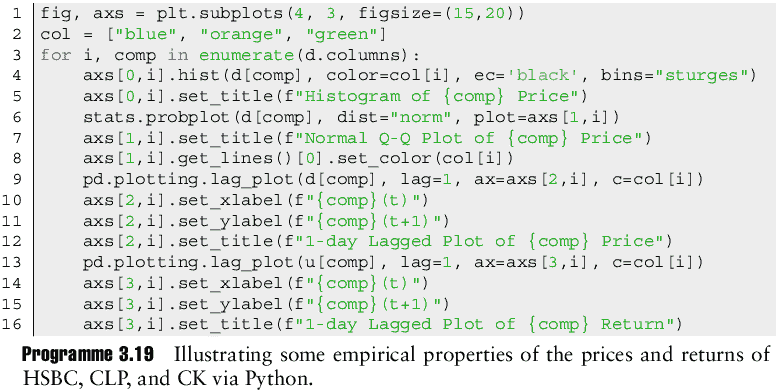 1 fig, axs = plt.subplots(4, 3, figsize=(15,20))
2 col = ["blue", "orange", "green"]
3 for i, comp in enumerate(d.columns):
4     axs[0,i].hist(d[comp], color=col[i], ec='black', bins="sturges")
5     axs[0,i].set_title(f"Histogram of {comp} Price")
6     stats.probplot(d[comp], dist="norm", plot=axs[1,i])
7     axs[1,i].set_title(f"Normal Q-Q Plot of {comp} Price")
8     axs[1,i].get_lines()[0].set_color(col[i])
9     pd.plotting.lag_plot(d[comp], lag=1, ax=axs[2,i], c=col[i])
10     axs[2,i].set_xlabel(f"{comp}(t)")
11     axs[2,i].set_ylabel(f"{comp}(t+1)")
12     axs[2,i].set_title(f"1-day Lagged Plot of {comp} Price")
13     pd.plotting.lag_plot(u[comp], lag=1, ax=axs[3,i], c=col[i])
14     axs[3,i].set_xlabel(f"{comp}(t)")
15     axs[3,i].set_ylabel(f"{comp}(t+1)")
16     axs[3,i].set_title(f"1-day Lagged Plot of {comp} Return")
Programme 3.19 Illustrating some empirical properties of the prices and returns of
HSBC, CLP, and CK via Python.